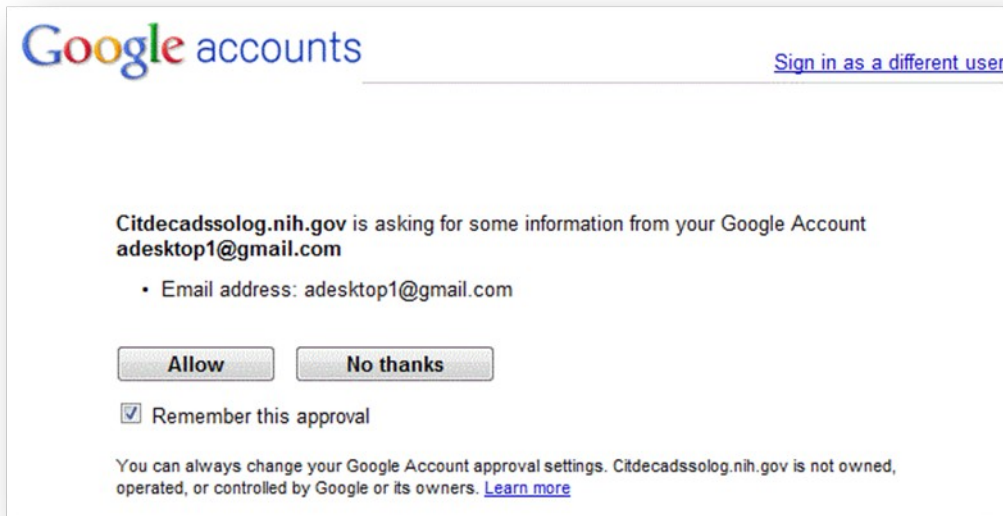 Google accounts
Sign in as a different user
Citdecadssolog.nih.gov is asking for some information from your Google Account
adesktop1@gmail.com
• Email address: adesktop1@gmail.com
Allow No thanks
Remember this approval
You can always change your Google Account approval settings. Citdecadssolog.nih.gov is not owned,
operated, or controlled by Google or its owners. Learn more